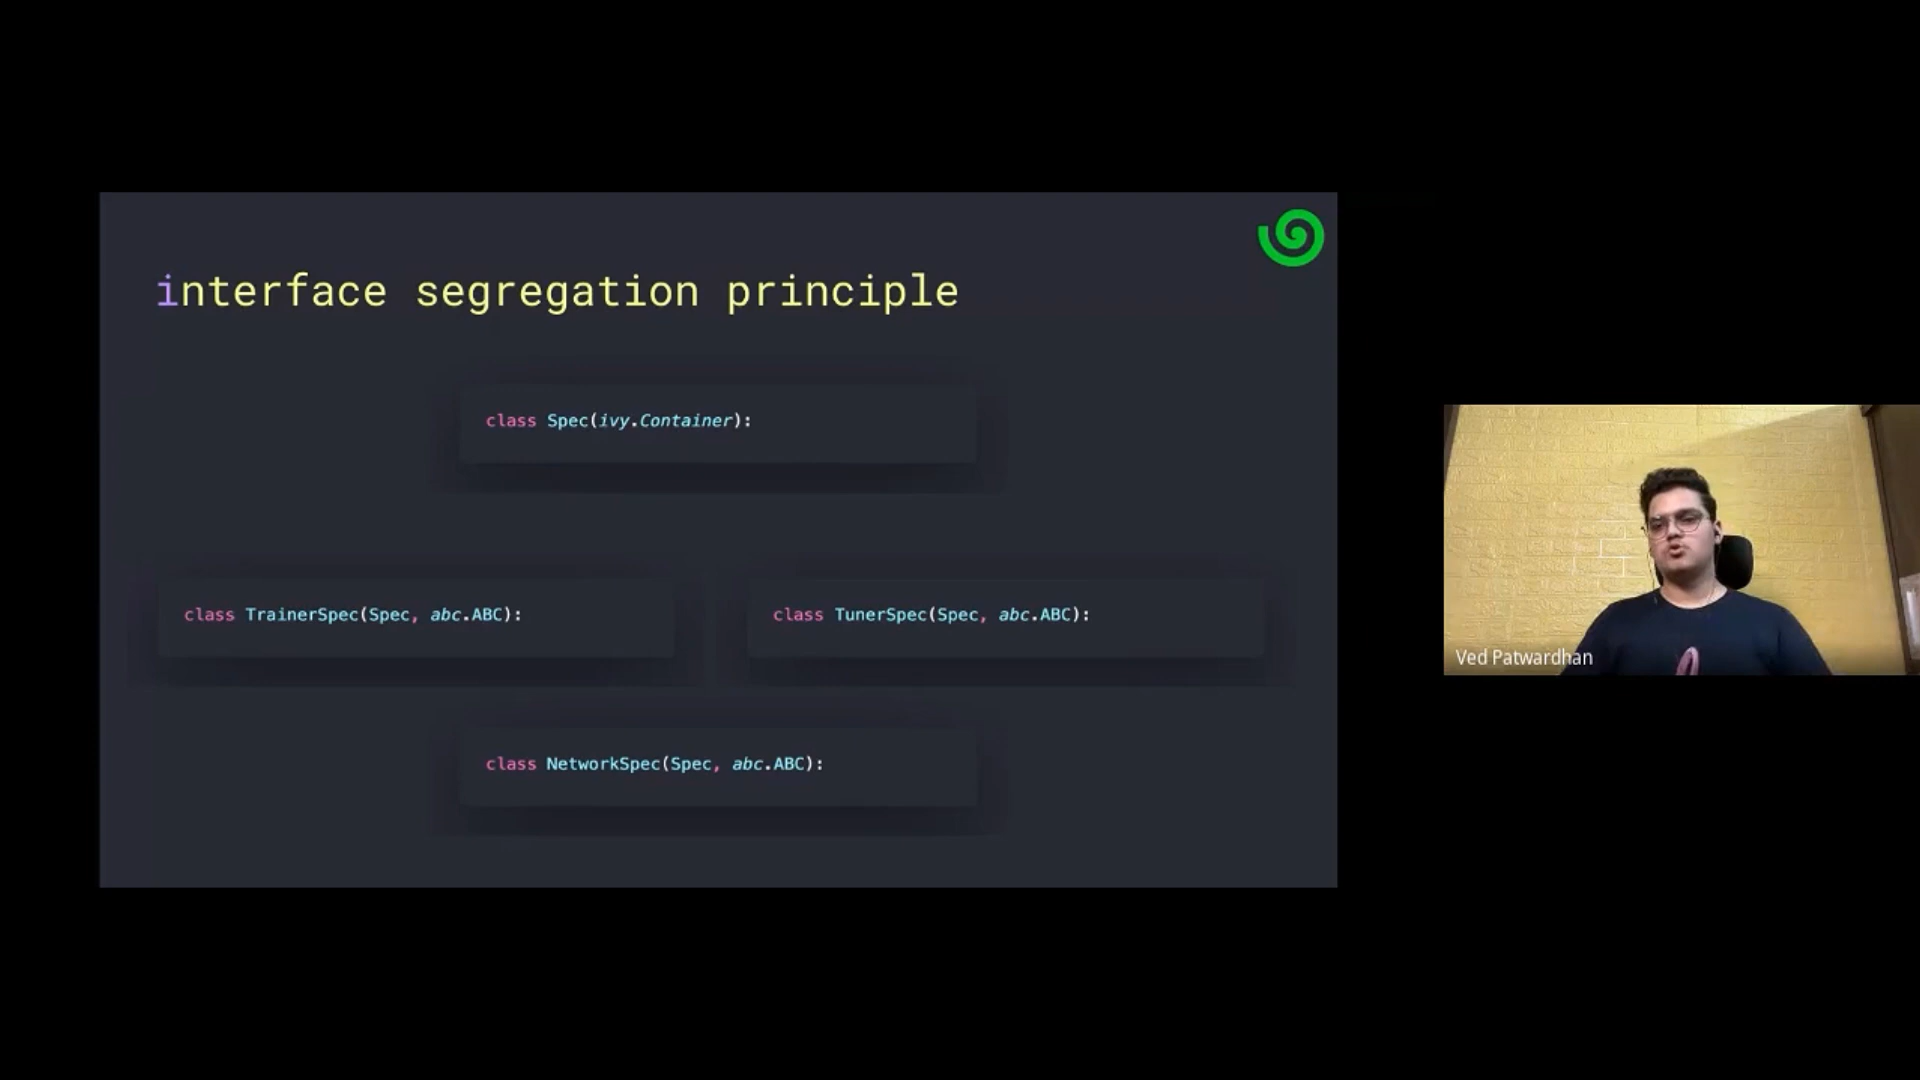 interface segregation principle
class Spec(ivy.Container):
class TrainerSpec(Spec, abc.ABC):
class TunerSpec(Spec, abc.ABC):
class NetworkSpec(Spec, abc.ABC):
Ved Patwardhan